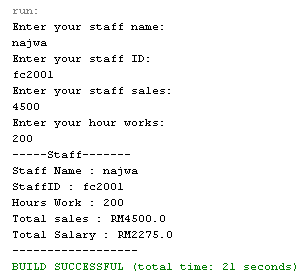 run:
Enter your staff name:
najwa
Enter your staff ID:
fc2001
Enter your staff sales:
4500
Enter your hour works:
200
-----Staff-------
Staff Name : najwa
StaffID : fc2001
Hours Work : 200
Total sales : RM4500.0
Total Salary : RM2275.0
------------------
BUILD SUCCESSFUL (total time: 21 seconds)